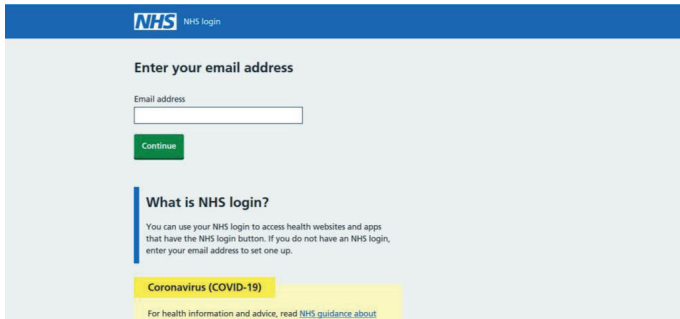 NHS NHS login
Enter your email address
Email address
Continue
What is NHS login?
You can use your NHS login to access health websites and apps
that have the NHS login button. If you do not have an NHS login,
enter your email address to set one up.
Coronavirus (COVID-19)
For health information and advice, read NHS guidance about